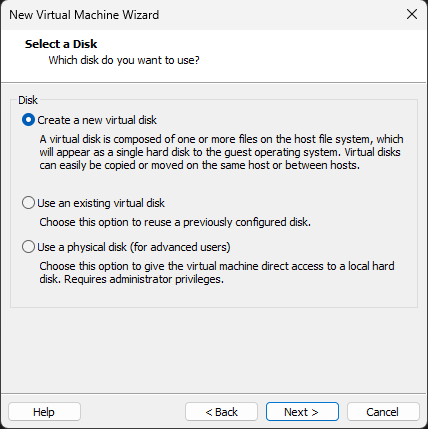 New Virtual Machine Wizard
Select a Disk
Which disk do you want to use?
Disk
Create a new virtual disk
A virtual disk is composed of one or more files on the host file system, which
will appear as a single hard disk to the guest operating system. Virtual disks
can easily be copied or moved on the same host or between hosts.
Use an existing virtual disk
Choose this option to reuse a previously configured disk.
Use a physical disk (for advanced users)
Choose this option to give the virtual machine direct access to a local hard
disk. Requires administrator privileges.
Help
< Back
Next >
Cancel